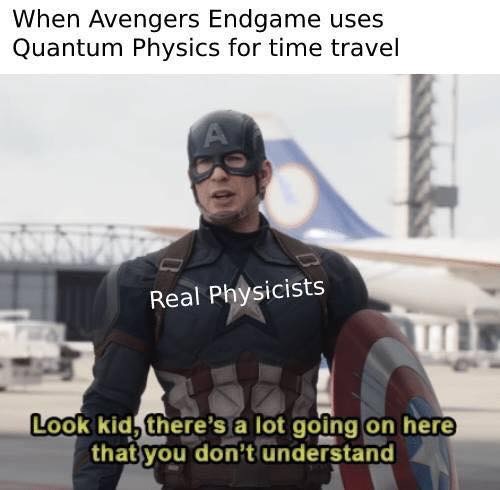 When Avengers Endgame uses
Quantum Physics for time travel
A
Real Physicists
Look kid, there's a lot going on here
that you don't understand